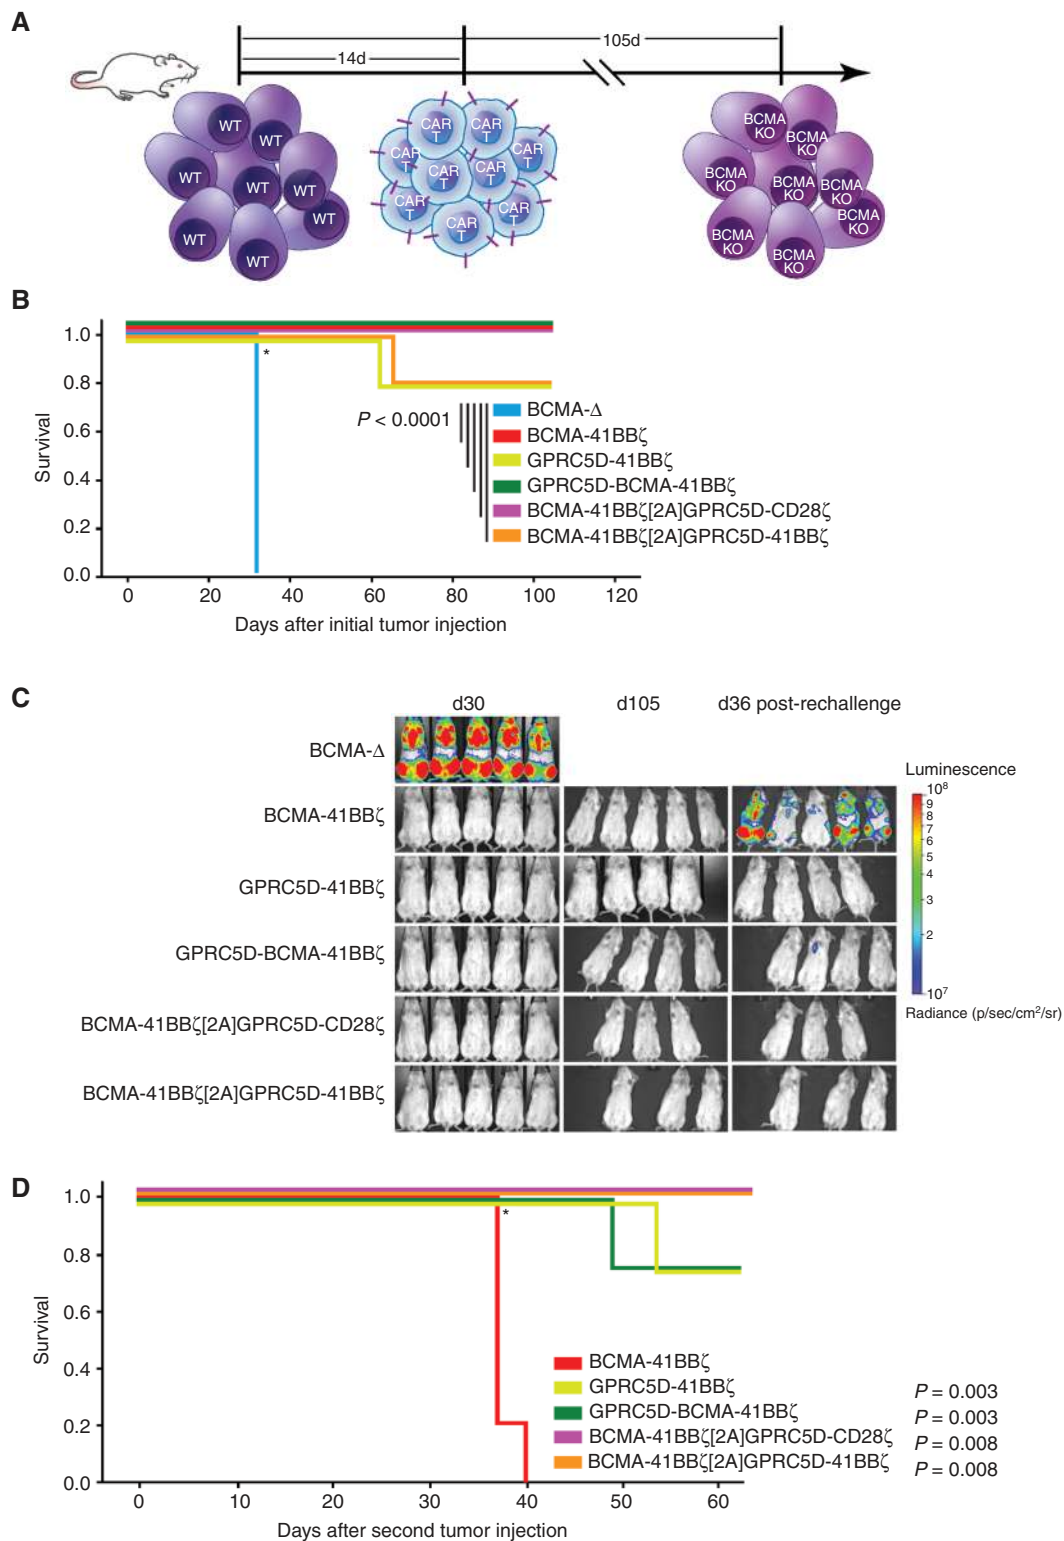 A
105d
14d
WT
WT
WT
WT
WT
WT
WT
WT
CAR
T
CAR
T
CAR
T
CAR
T
CAR
T
CAR
T
CAR
T
CAR
T
CAR
T
BCMA
KO
BCMA
KO
BCMA
KO
BCMA
KO
BCMA
KO
BCMA
KO
BCMA
KO
BCMA
KO
B
Survival
1.0
0.8
0.6
0.4
0.2
0.0
*
P < 0.0001
BCMA-Δ
BCMA-41BBζ
GPRC5D-41BBζ
GPRC5D-BCMA-41BBζ
BCMA-41BBζ[2A]GPRC5D-CD28ζ
BCMA-41BBζ[2A]GPRC5D-41BBζ
0 20 40 60 80 100 120
Days after initial tumor injection
C
d30 d105 d36 post-rechallenge
BCMA-Δ
BCMA-41BBζ
GPRC5D-41BBζ
GPRC5D-BCMA-41BBζ
BCMA-41BBζ[2A]GPRC5D-CD28ζ
BCMA-41BBζ[2A]GPRC5D-41BBζ
Luminescence
10⁸
9
8
7
6
5
4
3
2
10⁷
Radiance (p/sec/cm²/sr)
D
Survival
1.0
0.8
0.6
0.4
0.2
0.0
*
BCMA-41BBζ
GPRC5D-41BBζ P = 0.003
GPRC5D-BCMA-41BBζ P = 0.003
BCMA-41BBζ[2A]GPRC5D-CD28ζ P = 0.008
BCMA-41BBζ[2A]GPRC5D-41BBζ P = 0.008
0 10 20 30 40 50 60
Days after second tumor injection